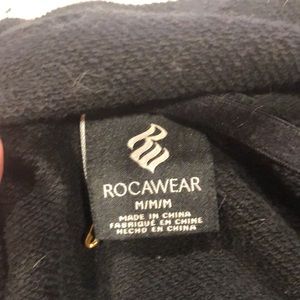 ROCAWEAR
M/M/M
MADE IN CHINA
FABRIQUÉ EN CHINE
HECHO EN CHINA